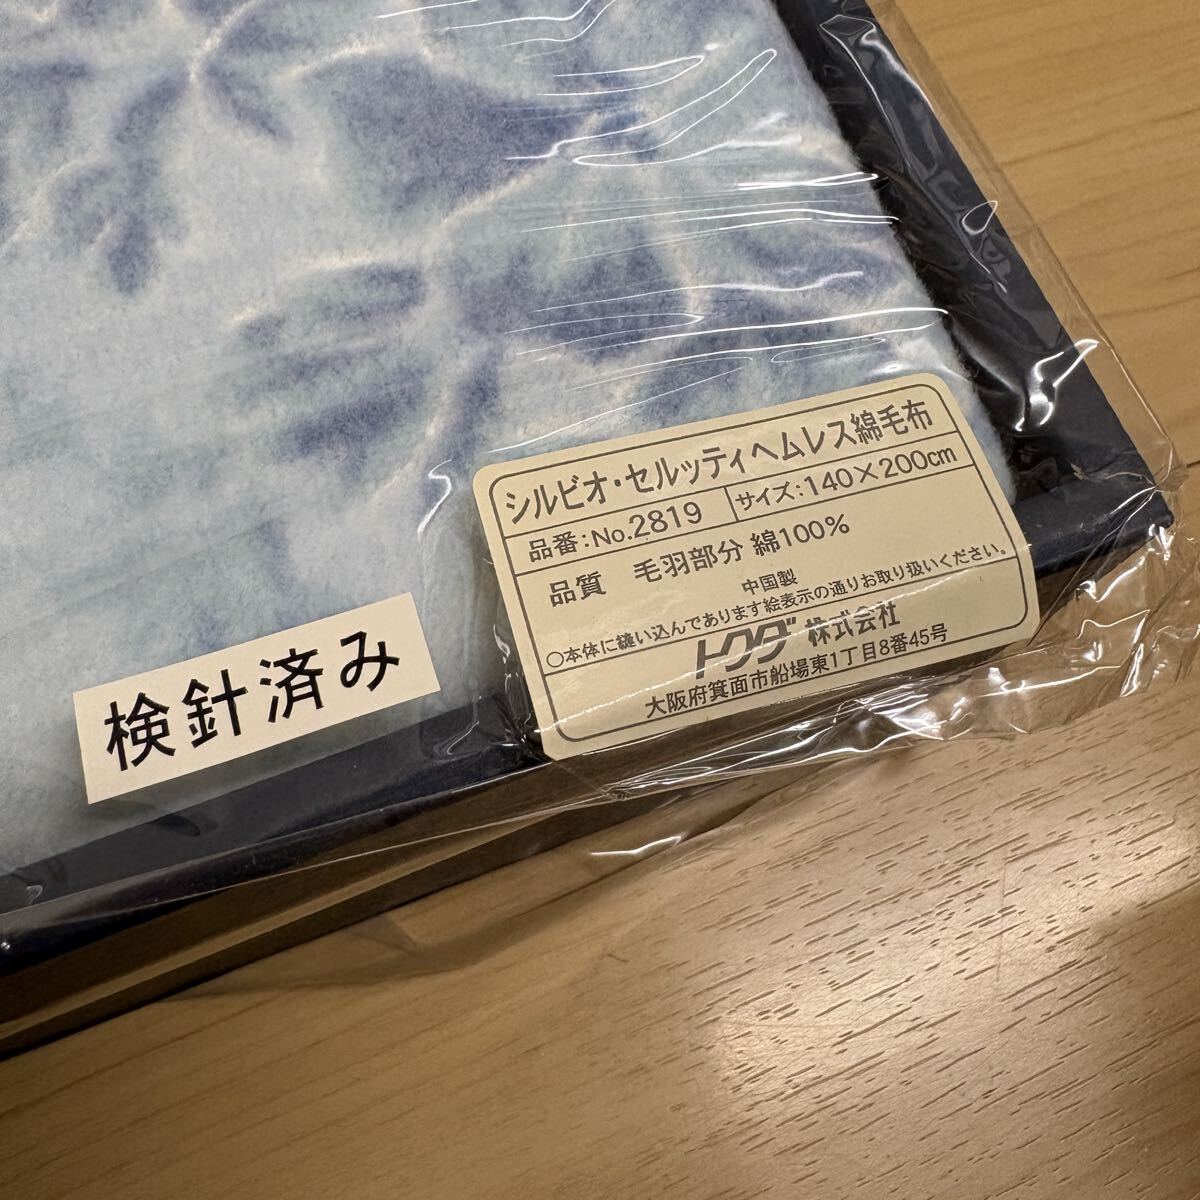 シルビオ・セルッティヘムレス綿毛布
品番:No.2819 サイズ:140×200cm
品質 毛羽部分 綿100%
中国製
○本体に縫い込んであります絵表示の通りお取り扱いください。
トクダ 株式会社
大阪府箕面市船場東1丁目8番45号
検針済み